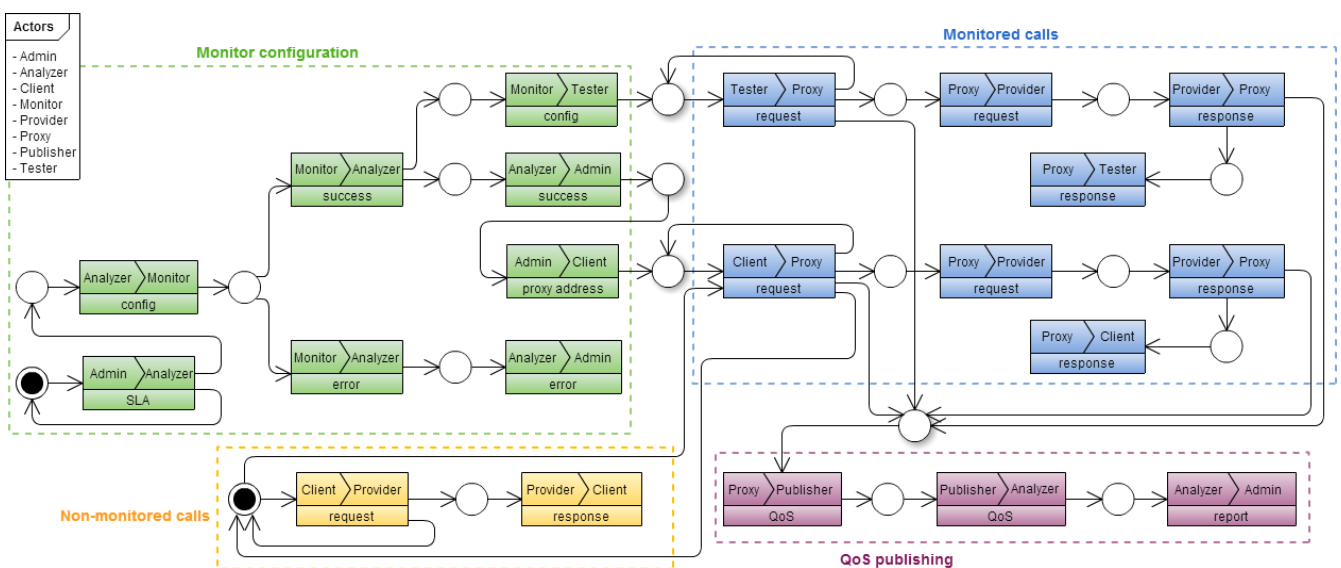 Actors
- Admin
- Analyzer
- Client
- Monitor
- Provider
- Proxy
- Publisher
- Tester
Monitor configuration
Monitored calls
Monitor Tester
config
Tester Proxy
request
Proxy Provider
request
Provider Proxy
response
Monitor Analyzer
success
Analyzer Admin
success
Proxy Tester
response
Analyzer Monitor
config
Admin Client
proxy address
Client Proxy
request
Proxy Provider
request
Provider Proxy
response
Admin Analyzer
SLA
Monitor Analyzer
error
Analyzer Admin
error
Proxy Client
response
Non-monitored calls
Client Provider
request
Provider Client
response
Proxy Publisher
QoS
Publisher Analyzer
QoS
Analyzer Admin
report
QoS publishing